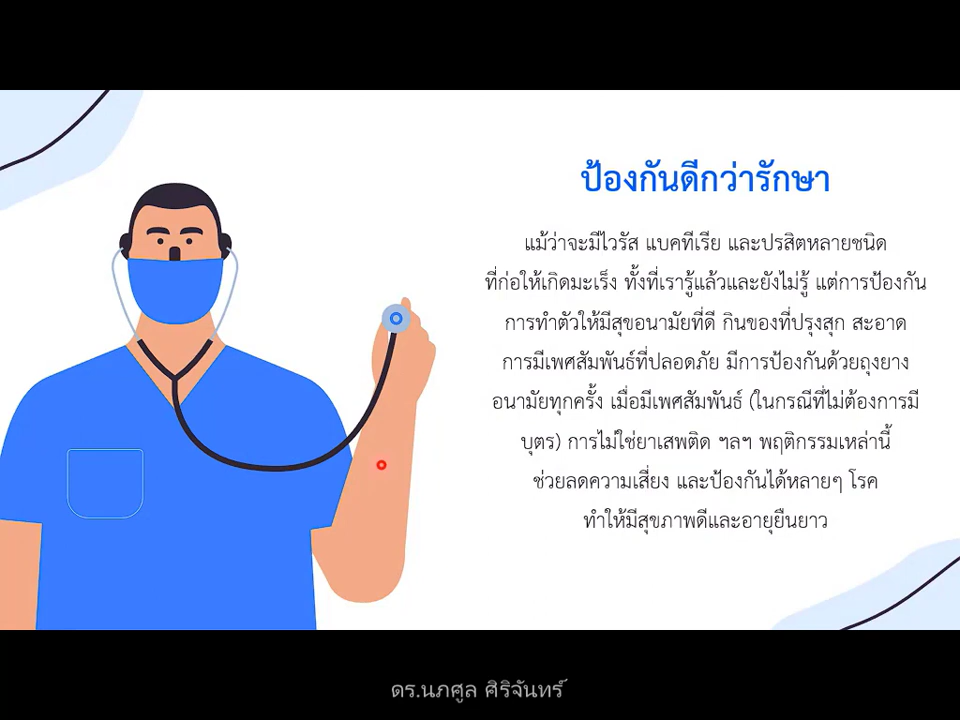 ป้องกันดีกว่ารักษา
แม้ว่าจะมีไวรัส แบคทีเรีย และปรสิตหลายชนิด
ที่ก่อให้เกิดมะเร็ง ทั้งที่เรารู้แล้วและยังไม่รู้ แต่การป้องกัน
การทำตัวให้มีสุขอนามัยที่ดี กินของที่ปรุงสุก สะอาด
การมีเพศสัมพันธ์ที่ปลอดภัย มีการป้องกันด้วยถุงยาง
อนามัยทุกครั้ง เมื่อมีเพศสัมพันธ์ (ในกรณีที่ไม่ต้องการมี
บุตร) การไม่ใช่ยาเสพติด ฯลฯ พฤติกรรมเหล่านี้
ช่วยลดความเสี่ยง และป้องกันได้หลายๆ โรค
ทำให้มีสุขภาพดีและอายุยืนยาว
ดร.นภศูล ศิริจันทร์